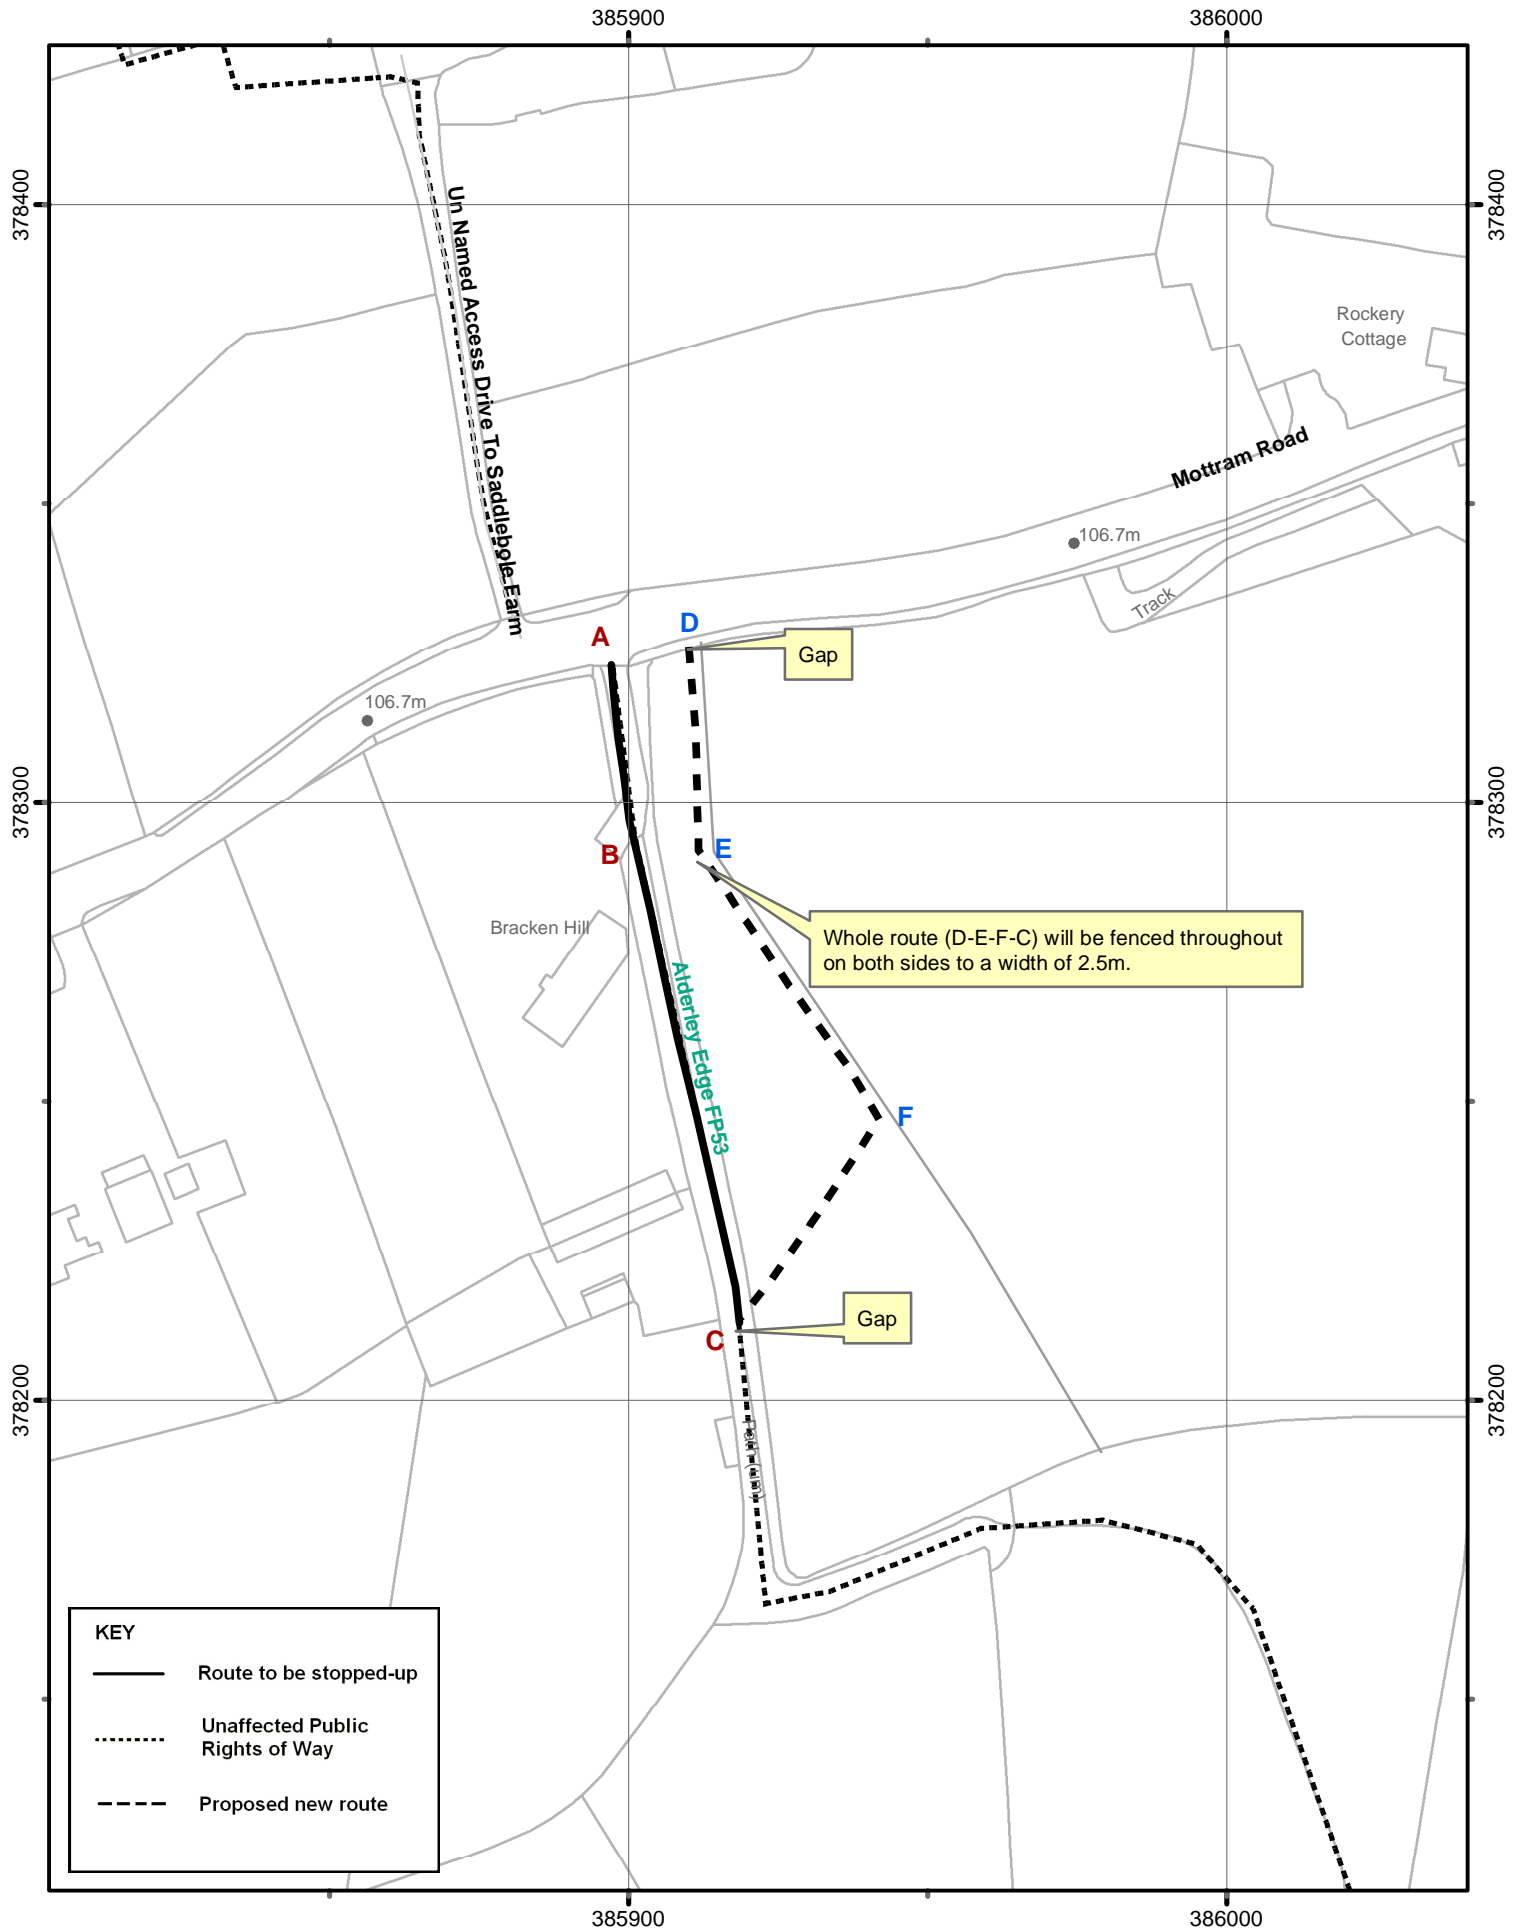 385900
386000
378400
378400
Un Named Access Drive To Saddlebole Farm
Rockery
Cottage
Mottram Road
106.7m
Track
A
D
Gap
106.7m
378300
378300
B
E
Bracken Hill
Whole route (D-E-F-C) will be fenced throughout
on both sides to a width of 2.5m.
Alderley Edge FP53
F
C
Gap
378200
378200
Path (um)
KEY
Route to be stopped-up
Unaffected Public
Rights of Way
Proposed new route
385900
386000